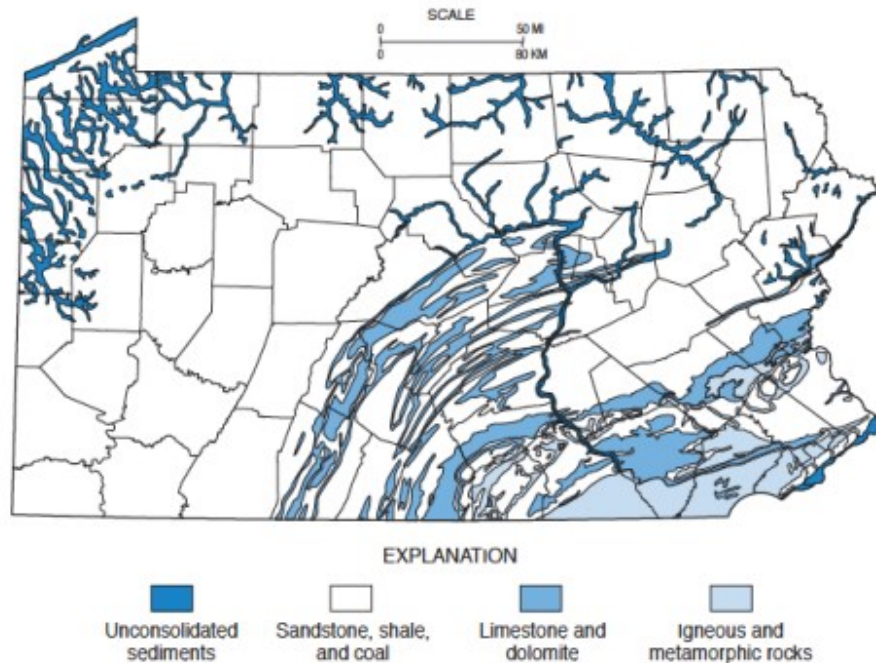 SCALE
0 50 MI
0 80 KM
EXPLANATION
Unconsolidated
sediments
Sandstone, shale,
and coal
Limestone and
dolomite
Igneous and
metamorphic rocks